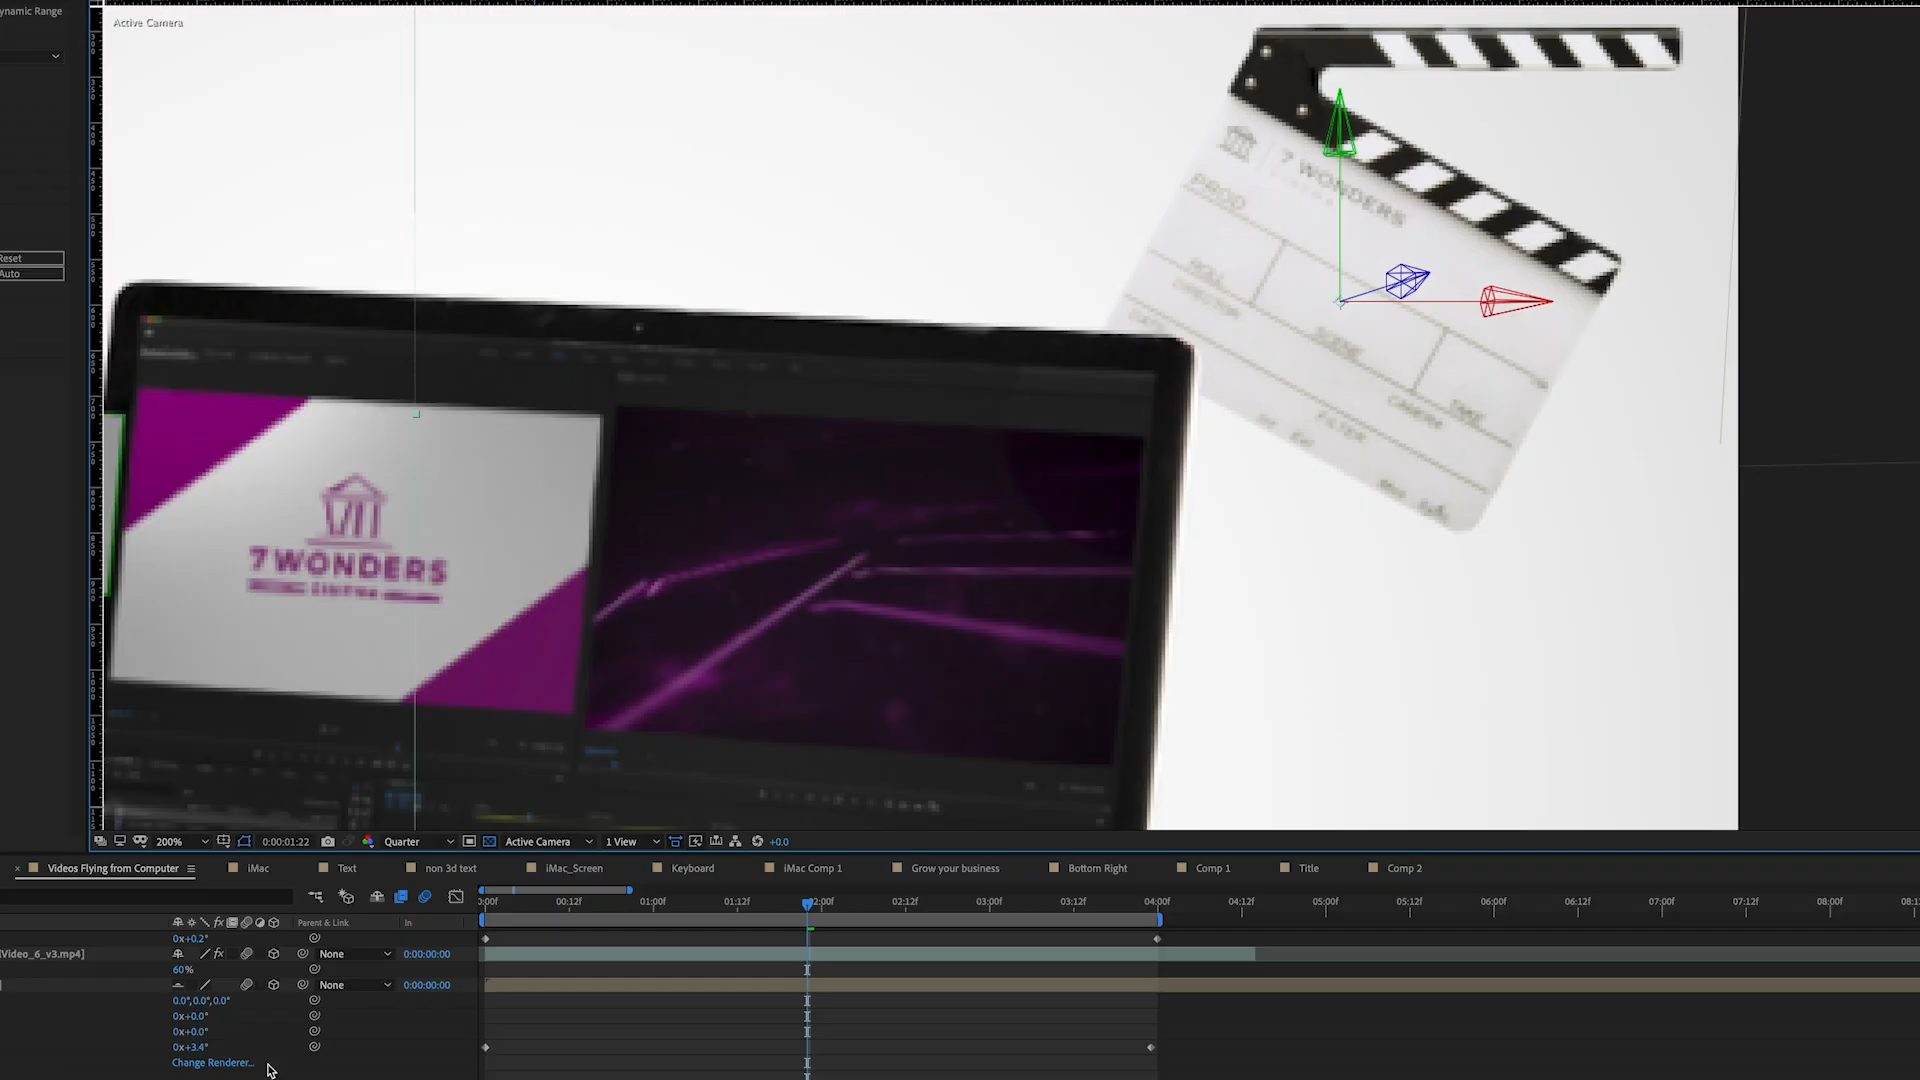 ynamic Range
Active Camera
Reset
Auto
7 WONDERS
PROD
ROLL
SCENE
TAKE
DIRECTOR
CAMERA
FILTER
7WONDERS
200%
0:00:01:22
Quarter
Active Camera
1 View
+0.0
× Videos Flying from Computer
iMac
Text
non 3d text
iMac_Screen
Keyboard
iMac Comp 1
Grow your business
Bottom Right
Comp 1
Title
Comp 2
0:00f 00:12f 01:00f 01:12f 02:00f 02:12f 03:00f 03:12f 04:00f 04:12f 05:00f 05:12f 06:00f 06:12f 07:00f 07:12f 08:00f
fx Parent & Link In
0x+0.2°
Video_6_v3.mp4] fx None 0:00:00:00
60%
None 0:00:00:00
0.0°,0.0°,0.0°
0x+0.0°
0x+0.0°
0x+3.4°
Change Renderer...